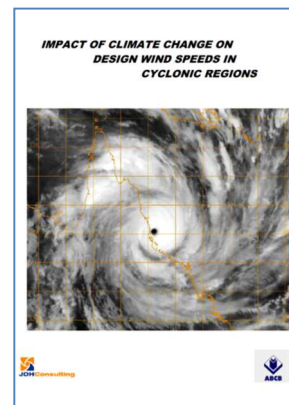 IMPACT OF CLIMATE CHANGE ON
DESIGN WIND SPEEDS IN
CYCLONIC REGIONS
JDHConsulting
ABCB